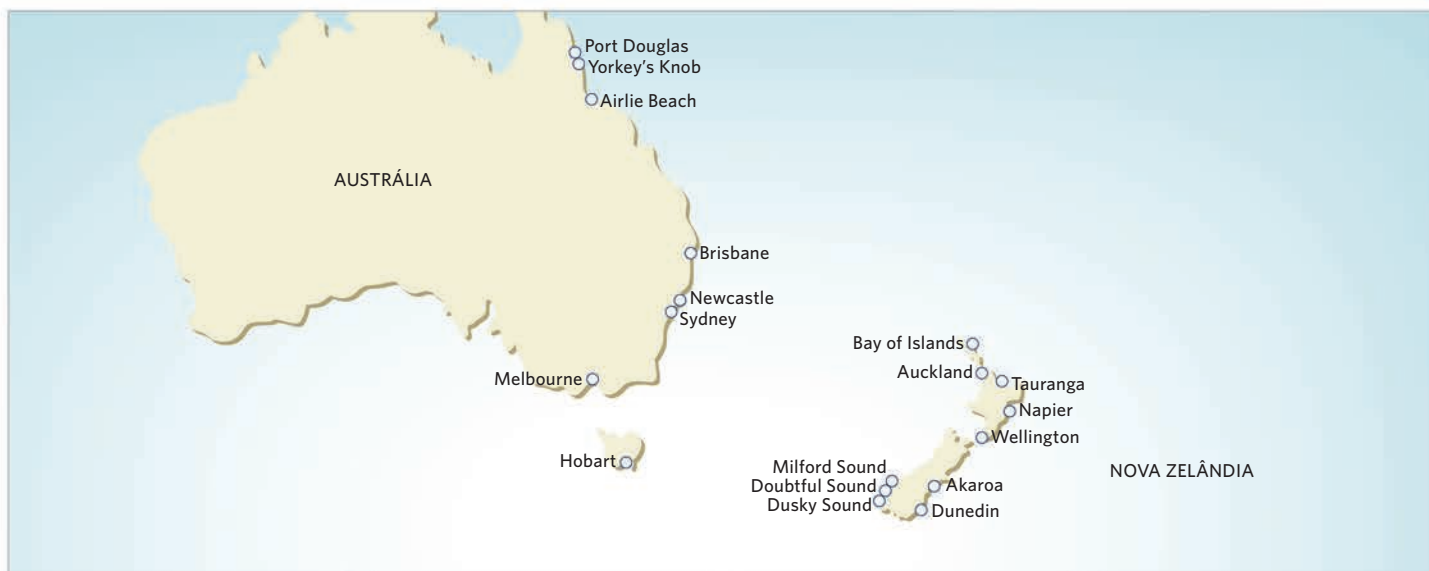 Port Douglas
Yorkey's Knob
Airlie Beach
AUSTRÁLIA
Brisbane
Newcastle
Sydney
Melbourne
Hobart
Bay of Islands
Auckland
Tauranga
Napier
Wellington
Milford Sound
Doubtful Sound
Dusky Sound
Akaroa
Dunedin
NOVA ZELÂNDIA